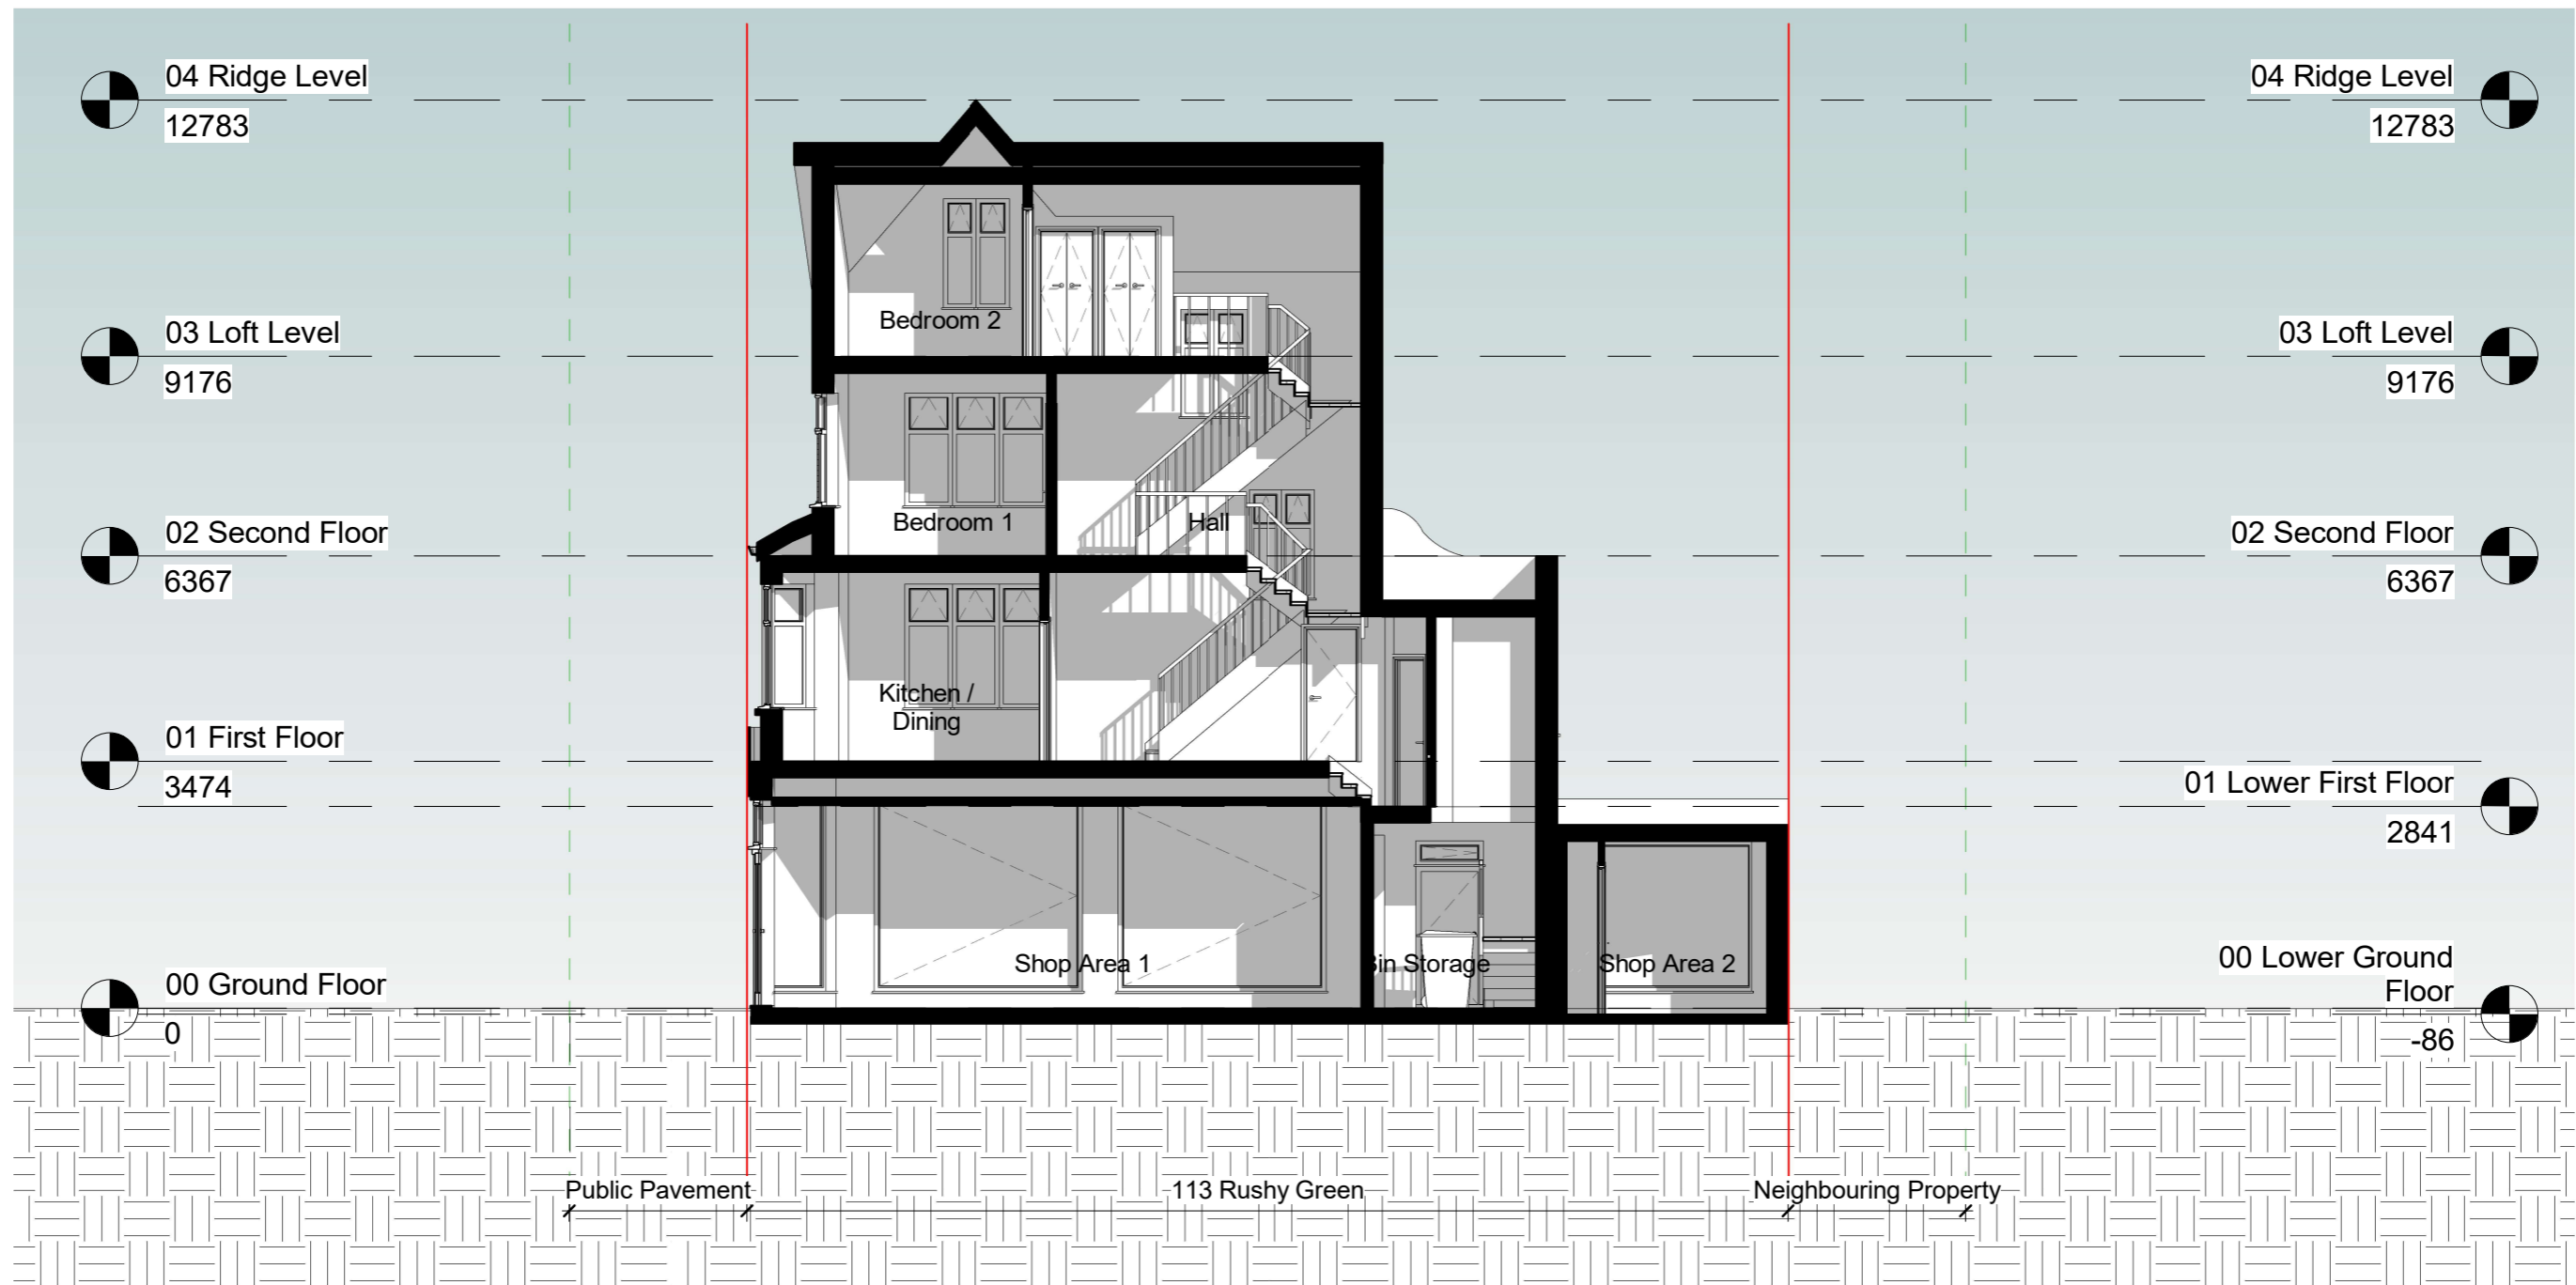 04 Ridge Level
12783
04 Ridge Level
12783
03 Loft Level
9176
03 Loft Level
9176
02 Second Floor
6367
02 Second Floor
6367
01 First Floor
3474
01 Lower First Floor
2841
00 Ground Floor
0
00 Lower Ground
Floor
-86
Bedroom 2
Bedroom 1
Hall
Kitchen /
Dining
Shop Area 1
Bin Storage
Shop Area 2
Public Pavement
113 Rushy Green
Neighbouring Property